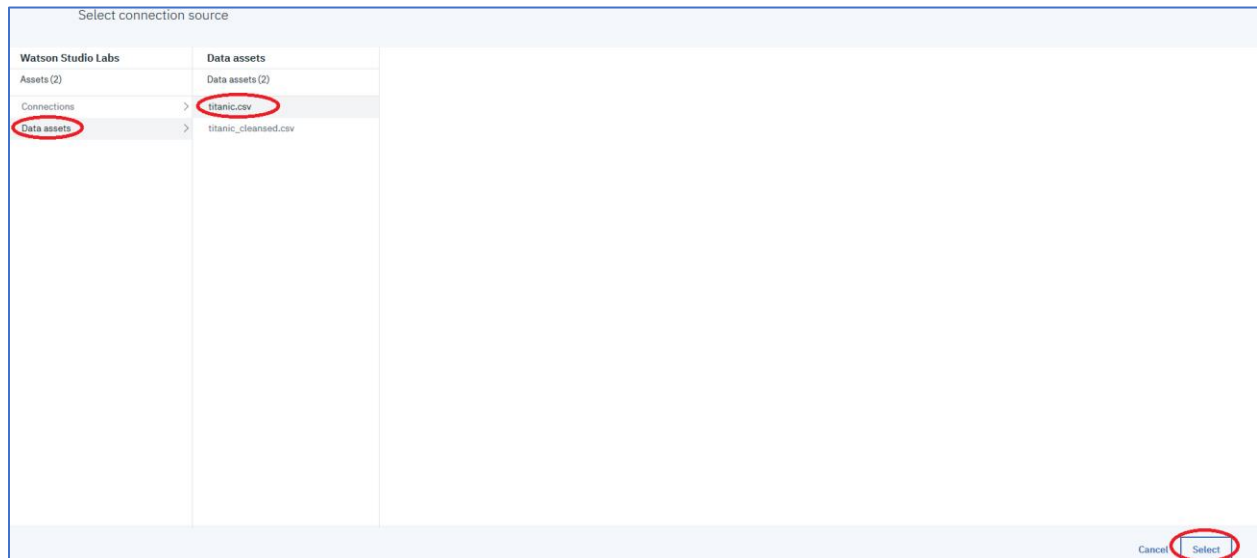 Select connection source
Watson Studio Labs
Data assets
Assets (2)
Data assets (2)
Connections
titanic.csv
Data assets
titanic_cleansed.csv
Cancel
Select